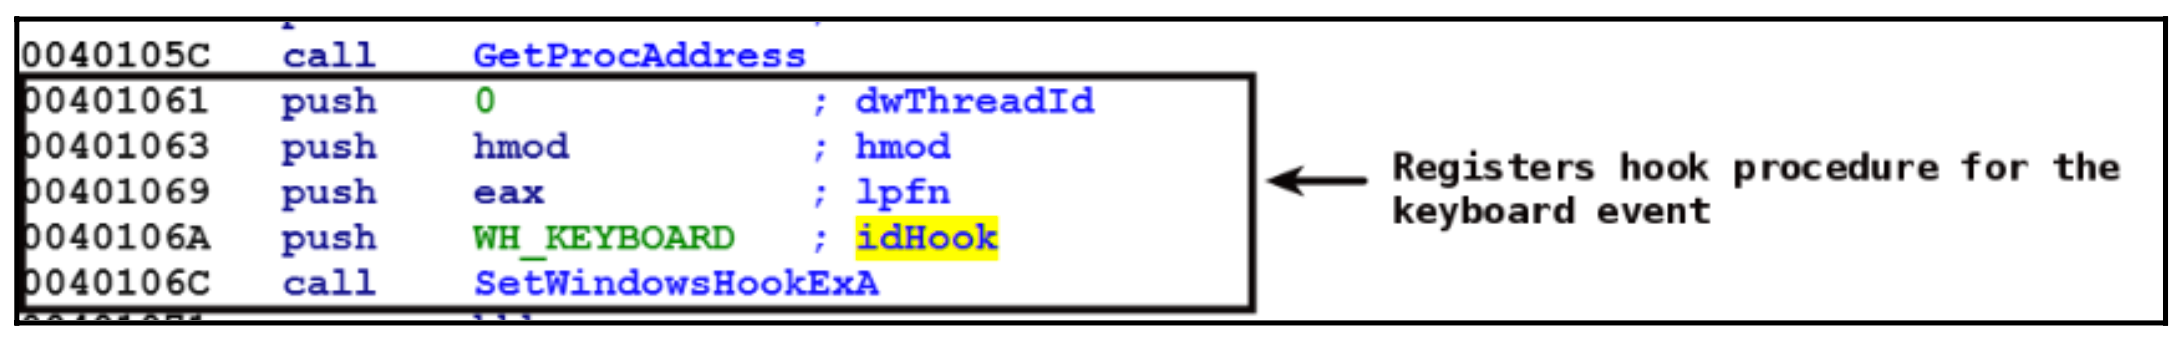 0040105C call GetProcAddress
00401061 push 0 ; dwThreadId
00401063 push hmod ; hmod
00401069 push eax ; lpfn
0040106A push WH_KEYBOARD ; idHook
0040106C call SetWindowsHookExA
Registers hook procedure for the
keyboard event